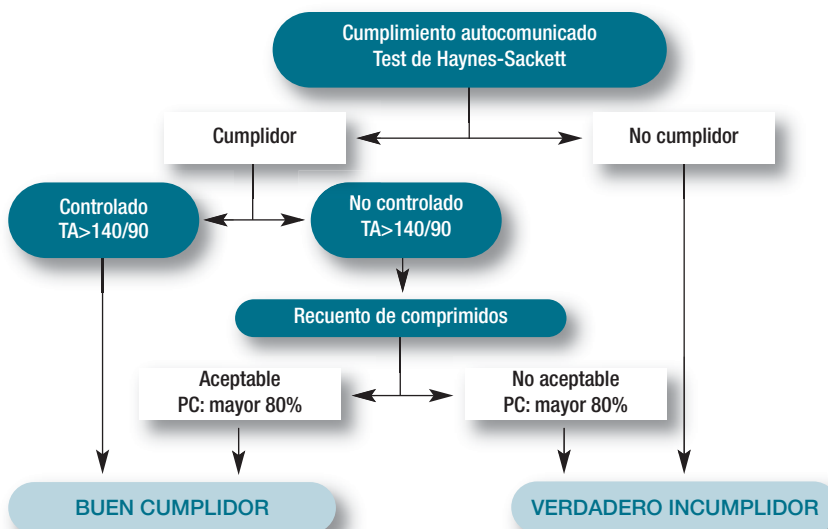 Cumplimiento autocomunicado
Test de Haynes-Sackett
Cumplidor
No cumplidor
Controlado
TA>140/90
No controlado
TA>140/90
Recuento de comprimidos
Aceptable
PC: mayor 80%
No aceptable
PC: mayor 80%
BUEN CUMPLIDOR
VERDADERO INCUMPLIDOR